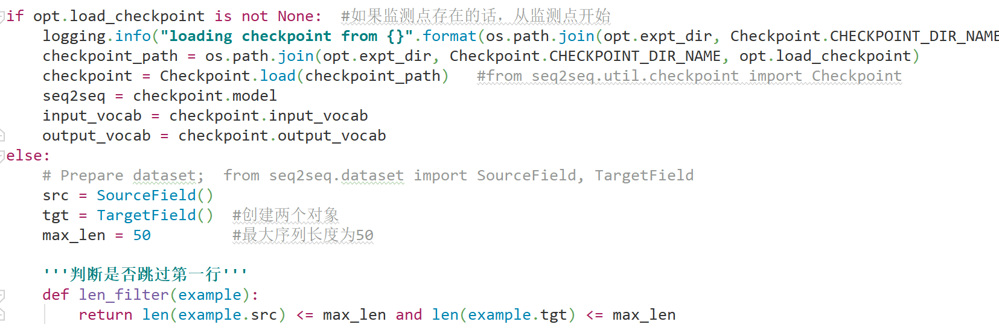 if opt.load_checkpoint is not None:  #如果监测点存在的话，从监测点开始
    logging.info("loading checkpoint from {}".format(os.path.join(opt.expt_dir, Checkpoint.CHECKPOINT_DIR_NAME
    checkpoint_path = os.path.join(opt.expt_dir, Checkpoint.CHECKPOINT_DIR_NAME, opt.load_checkpoint)
    checkpoint = Checkpoint.load(checkpoint_path)   #from seq2seq.util.checkpoint import Checkpoint
    seq2seq = checkpoint.model
    input_vocab = checkpoint.input_vocab
    output_vocab = checkpoint.output_vocab
else:
    # Prepare dataset;  from seq2seq.dataset import SourceField, TargetField
    src = SourceField()
    tgt = TargetField()  #创建两个对象
    max_len = 50         #最大序列长度为50
    '''判断是否跳过第一行'''
    def len_filter(example):
        return len(example.src) <= max_len and len(example.tgt) <= max_len